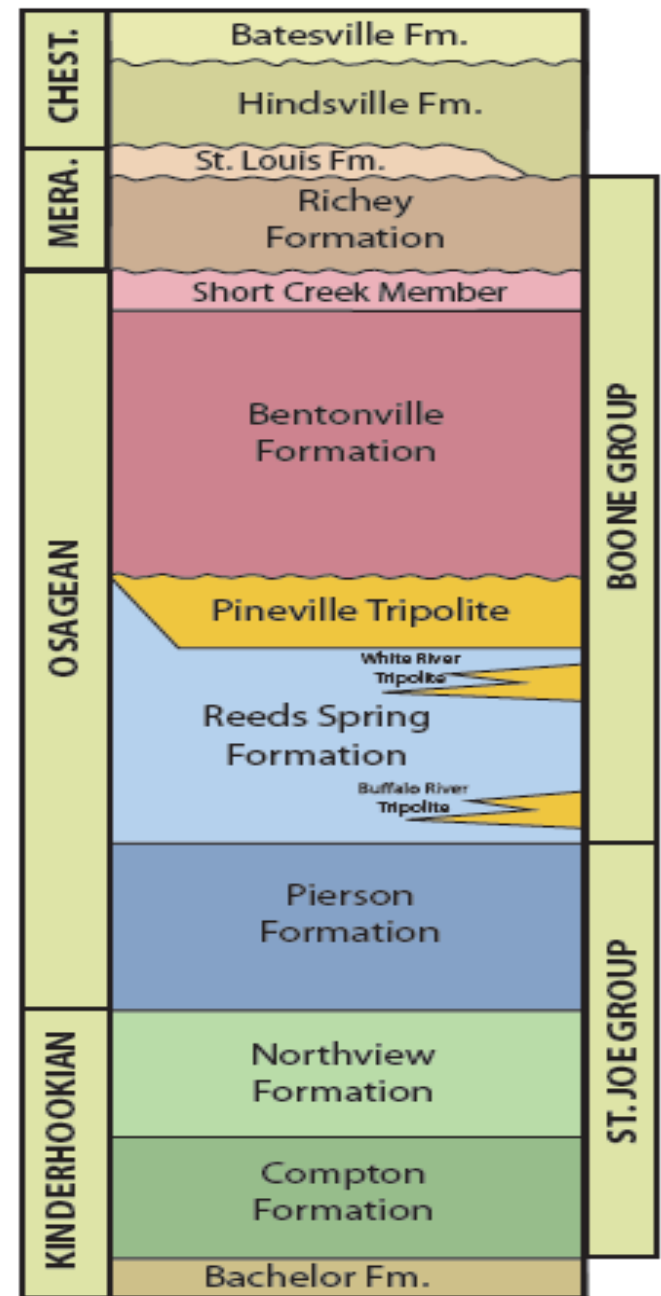 CHEST.
MERA.
OSAGEAN
KINDERHOOKIAN
Batesville Fm.
Hindsville Fm.
St. Louis Fm.
Richey
Formation
Short Creek Member
Bentonville
Formation
Pineville Tripolite
White River
Tripolite
Reeds Spring
Formation
Buffalo River
Tripolite
Pierson
Formation
Northview
Formation
Compton
Formation
Bachelor Fm.
BOONE GROUP
ST. JOE GROUP